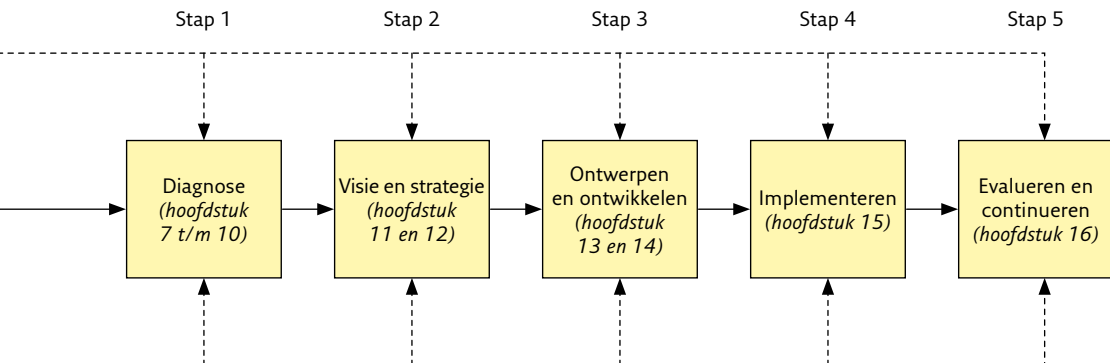 Stap 1
Stap 2
Stap 3
Stap 4
Stap 5
Diagnose
(hoofdstuk
7 t/m 10)
Visie en strategie
(hoofdstuk
11 en 12)
Ontwerpen
en ontwikkelen
(hoofdstuk
13 en 14)
Implementeren
(hoofdstuk 15)
Evalueren en
continueren
(hoofdstuk 16)